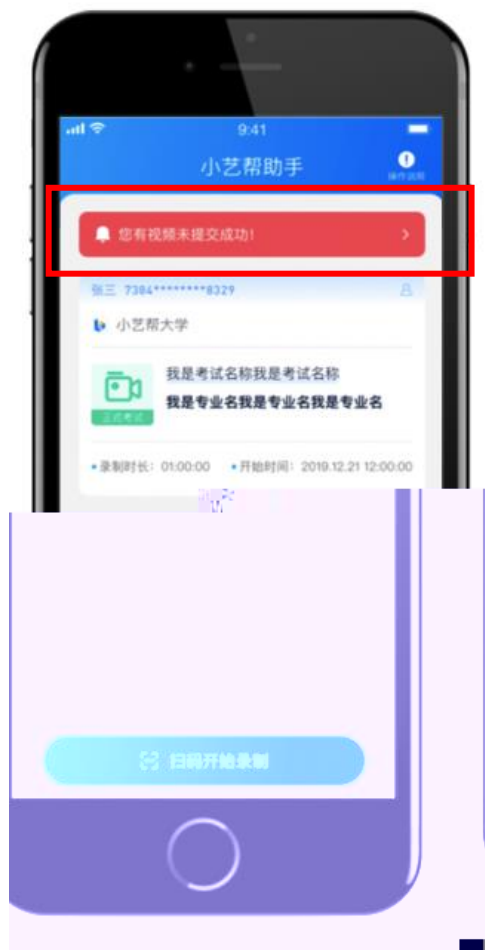 9:41
小艺帮助手
操作说明
您有视频未提交成功!
张三 7384********8329
小艺帮大学
我是考试名称我是考试名称
我是专业名我是专业名我是专业名
正式考试
•录制时长: 01:00:00 •开始时间: 2019.12.21 12:00:00
扫码开始录制